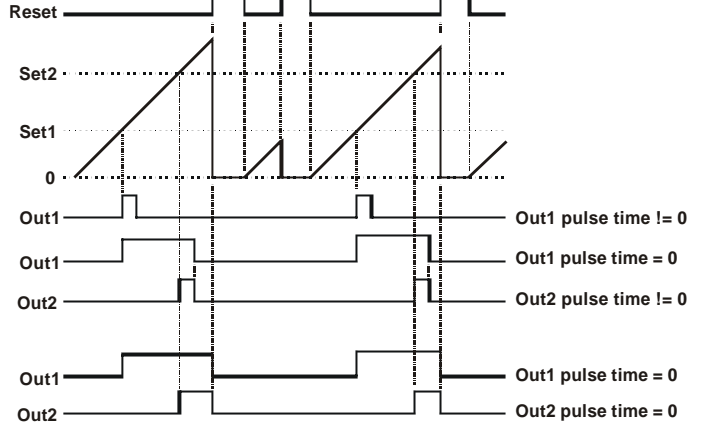 Reset
Set2
Set1
0
Out1 Out1 pulse time != 0
Out1 Out1 pulse time = 0
Out2 Out2 pulse time != 0
Out1 Out1 pulse time = 0
Out2 Out2 pulse time = 0